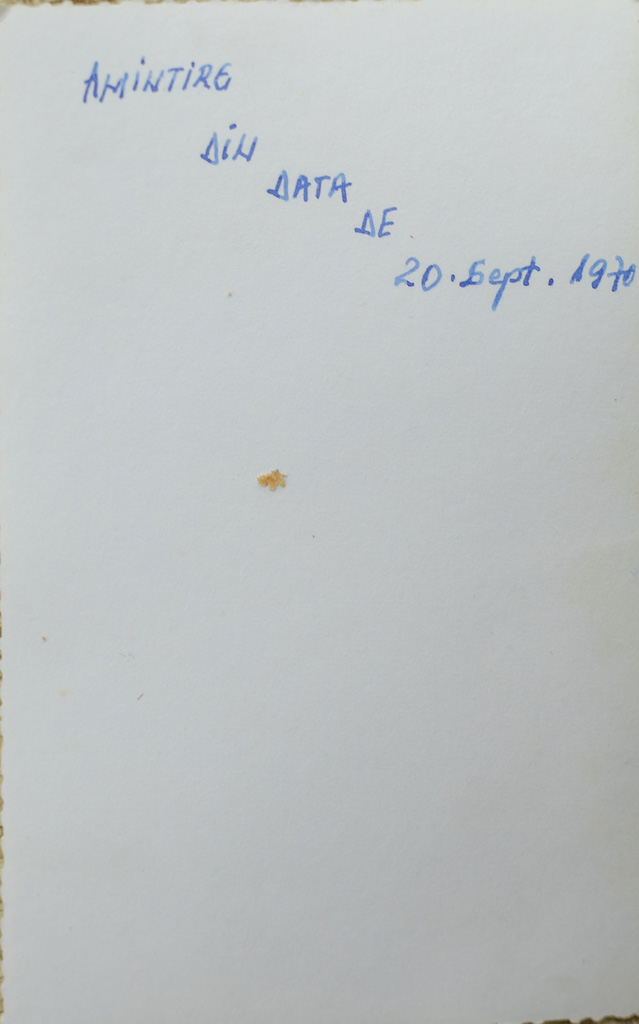 AMINTIRE
DIN
DATA
DE
20. Sept. 1970